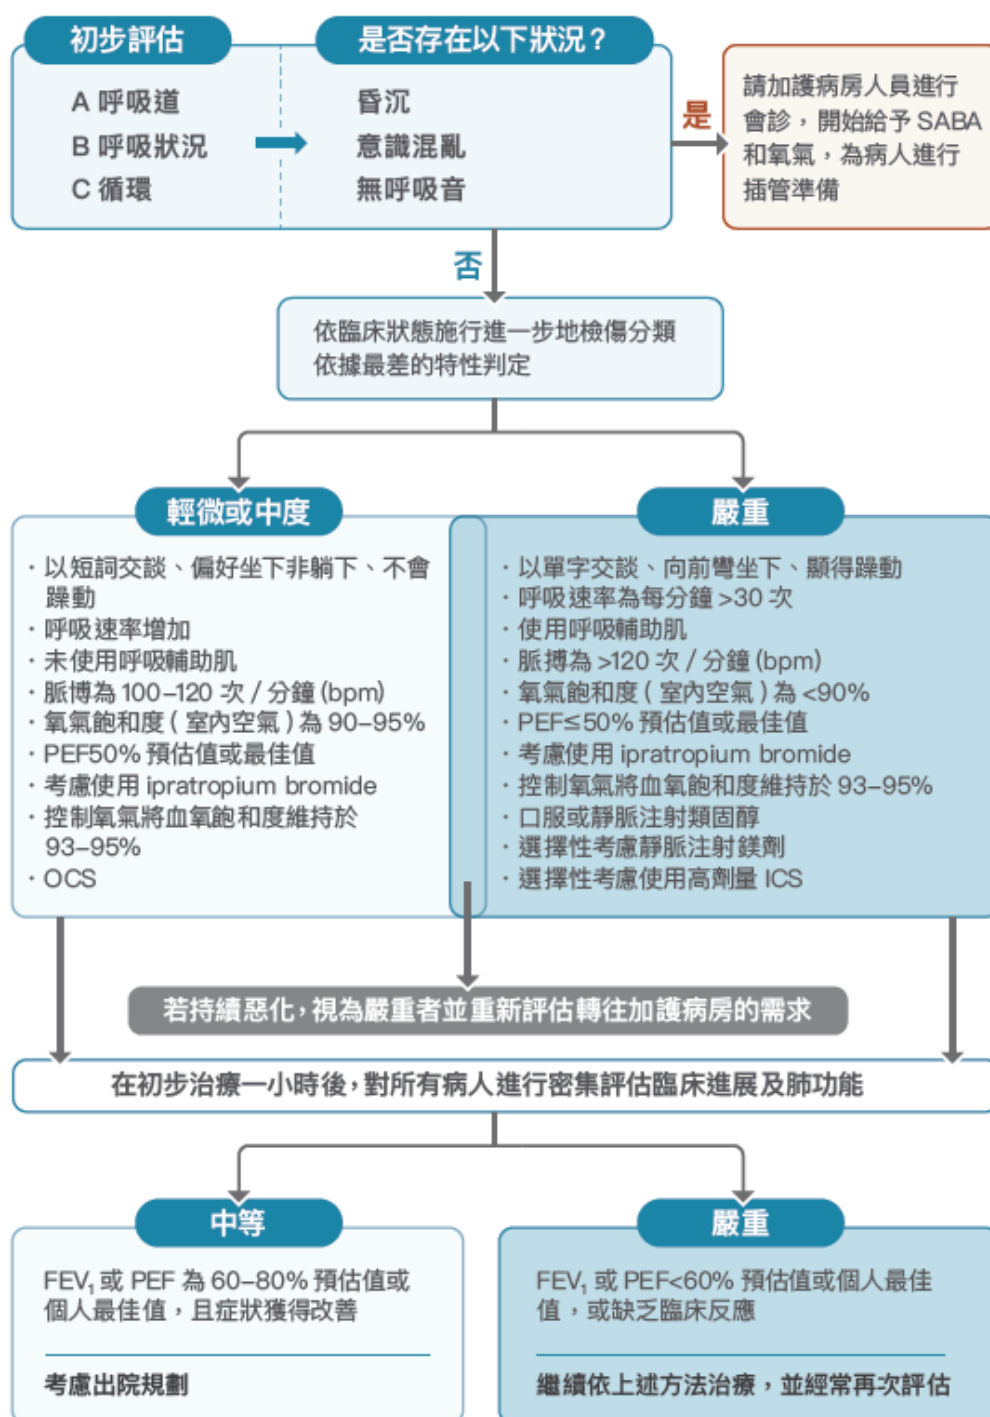 初步評估
A 呼吸道
B 呼吸狀況
C 循環
是否存在以下狀況？
昏沉
意識混亂
無呼吸音
是
請加護病房人員進行
會診，開始給予 SABA
和氧氣，為病人進行
插管準備
否
依臨床狀態施行進一步地檢傷分類
依據最差的特性判定
輕微或中度
· 以短詞交談、偏好坐下非躺下、不會
躁動
· 呼吸速率增加
· 未使用呼吸輔助肌
· 脈博為 100–120 次 / 分鐘 (bpm)
· 氧氣飽和度 ( 室內空氣 ) 為 90–95%
· PEF50% 預估值或最佳值
· 考慮使用 ipratropium bromide
· 控制氧氣將血氧飽和度維持於
93–95%
· OCS
嚴重
· 以單字交談、向前彎坐下、顯得躁動
· 呼吸速率為每分鐘 >30 次
· 使用呼吸輔助肌
· 脈搏為 >120 次 / 分鐘 (bpm)
· 氧氣飽和度 ( 室內空氣 ) 為 <90%
· PEF≤50% 預估值或最佳值
· 考慮使用 ipratropium bromide
· 控制氧氣將血氧飽和度維持於 93–95%
· 口服或靜脈注射類固醇
· 選擇性考慮靜脈注射鎂劑
· 選擇性考慮使用高劑量 ICS
若持續惡化，視為嚴重者並重新評估轉往加護病房的需求
在初步治療一小時後，對所有病人進行密集評估臨床進展及肺功能
中等
FEV₁ 或 PEF 為 60–80% 預估值或
個人最佳值，且症狀獲得改善
考慮出院規劃
嚴重
FEV₁ 或 PEF<60% 預估值或個人最佳
值，或缺乏臨床反應
繼續依上述方法治療，並經常再次評估